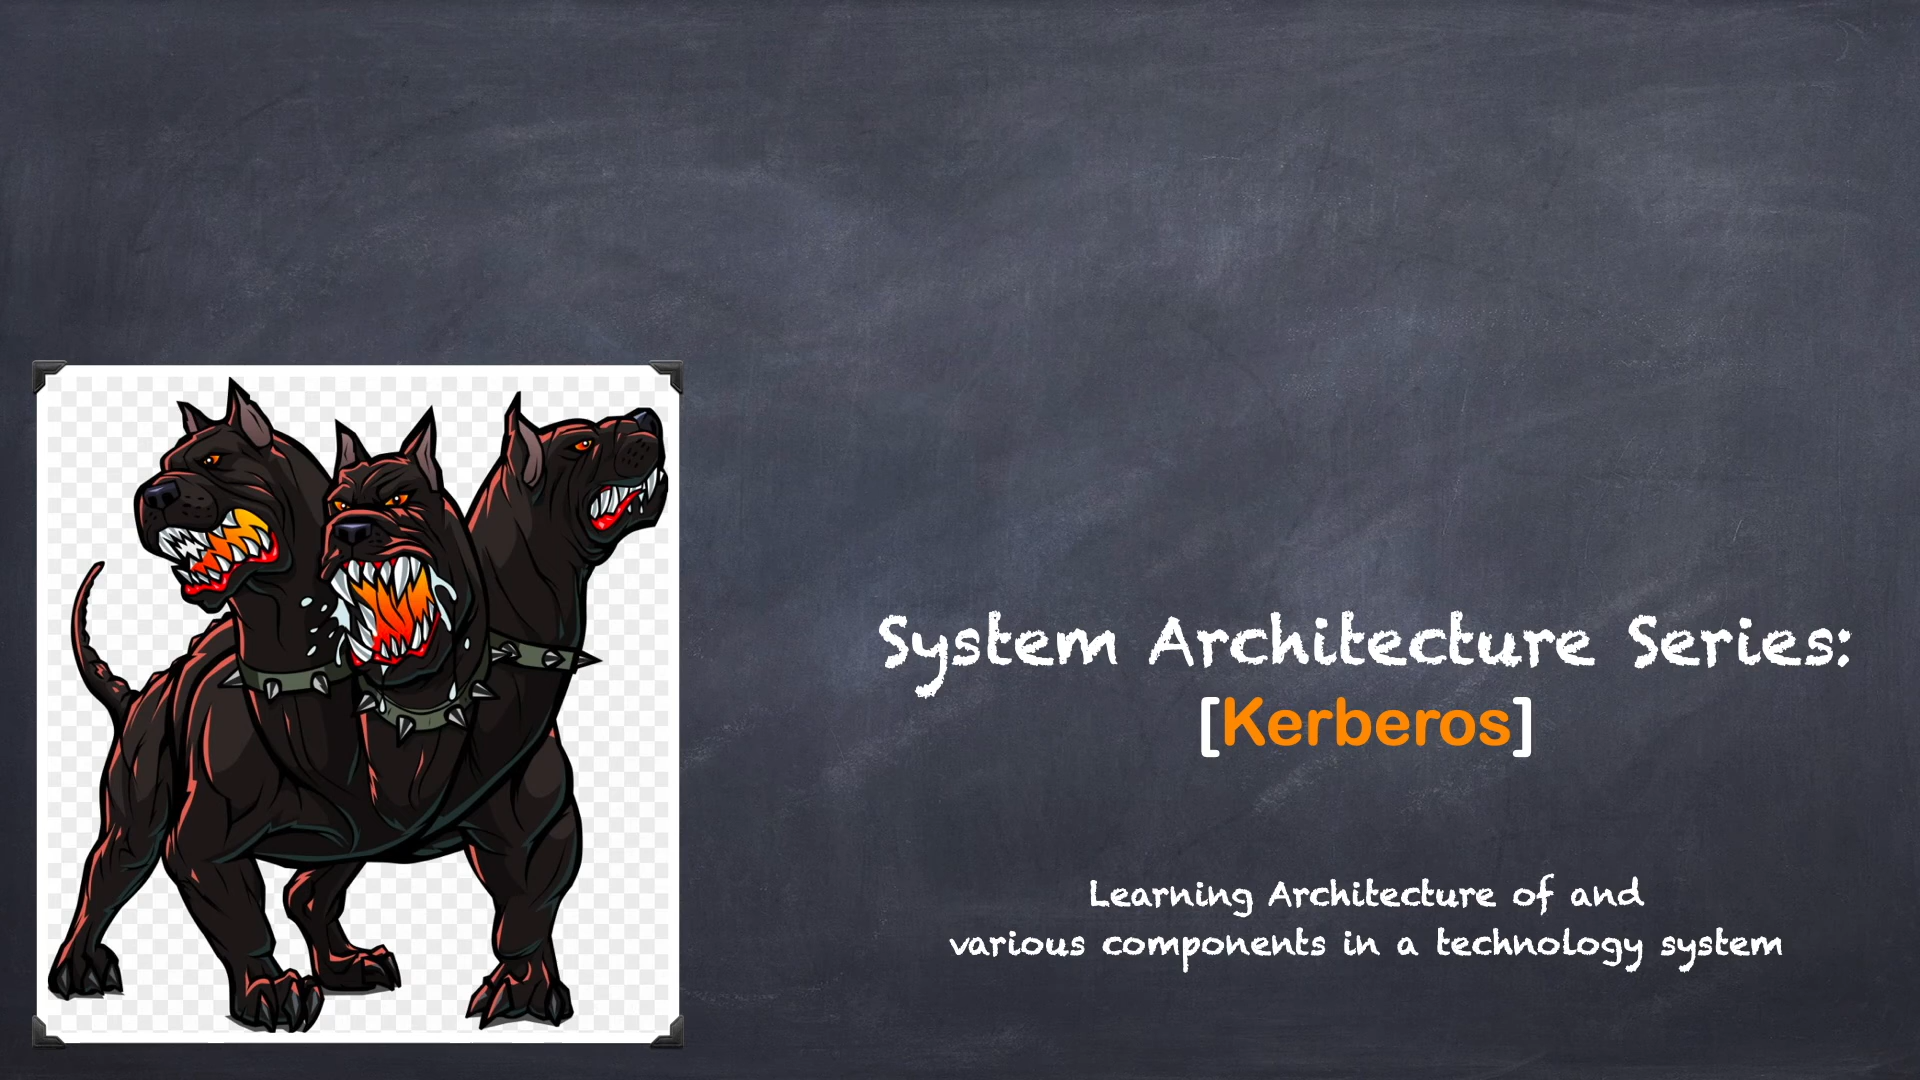 System Architecture Series:
[Kerberos]
Learning Architecture of and
various components in a technology system